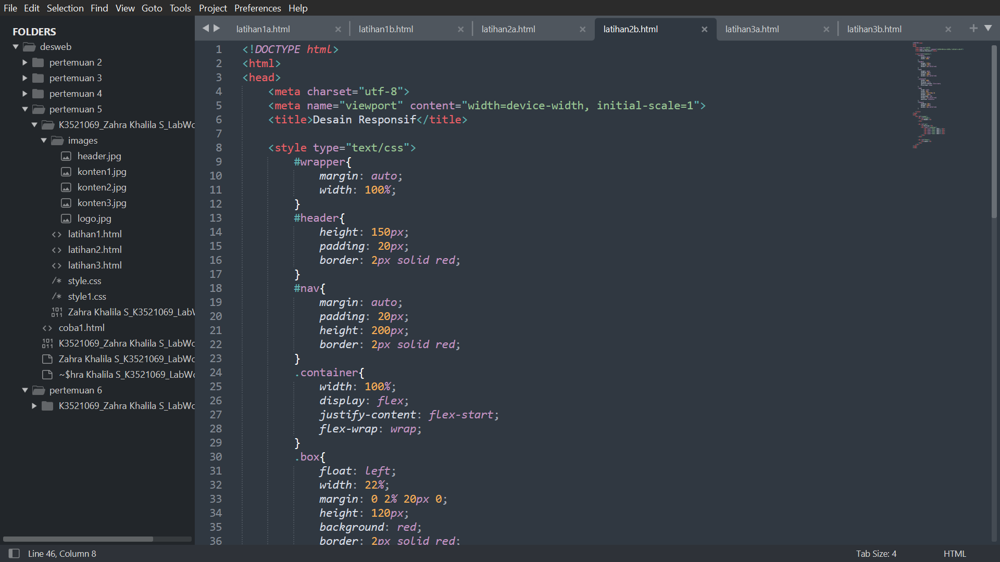 File Edit Selection Find View Goto Tools Project Preferences Help
FOLDERS
desweb
pertemuan 2
pertemuan 3
pertemuan 4
pertemuan 5
K3521069_Zahra Khalila S_LabWo
images
header.jpg
konten1.jpg
konten2.jpg
konten3.jpg
logo.jpg
latihan1.html
latihan2.html
latihan3.html
/* style.css
/* style1.css
Zahra Khalila S_K3521069_LabW
coba1.html
K3521069_Zahra Khalila S_LabWo
Zahra Khalila S_K3521069_LabWo
~$hra Khalila S_K3521069_LabWo
pertemuan 6
K3521069_Zahra Khalila S_LabWo
latihan1a.html latihan1b.html latihan2a.html latihan2b.html latihan3a.html latihan3b.html
1 <!DOCTYPE html>
2 <html>
3 <head>
4 <meta charset="utf-8">
5 <meta name="viewport" content="width=device-width, initial-scale=1">
6 <title>Desain Responsif</title>
7
8 <style type="text/css">
9 #wrapper{
10 margin: auto;
11 width: 100%;
12 }
13 #header{
14 height: 150px;
15 padding: 20px;
16 border: 2px solid red;
17 }
18 #nav{
19 margin: auto;
20 padding: 20px;
21 height: 200px;
22 border: 2px solid red;
23 }
24 .container{
25 width: 100%;
26 display: flex;
27 justify-content: flex-start;
28 flex-wrap: wrap;
29 }
30 .box{
31 float: left;
32 width: 22%;
33 margin: 0 2% 20px 0;
34 height: 120px;
35 background: red;
36 border: 2px solid red;
Line 46, Column 8 Tab Size: 4 HTML